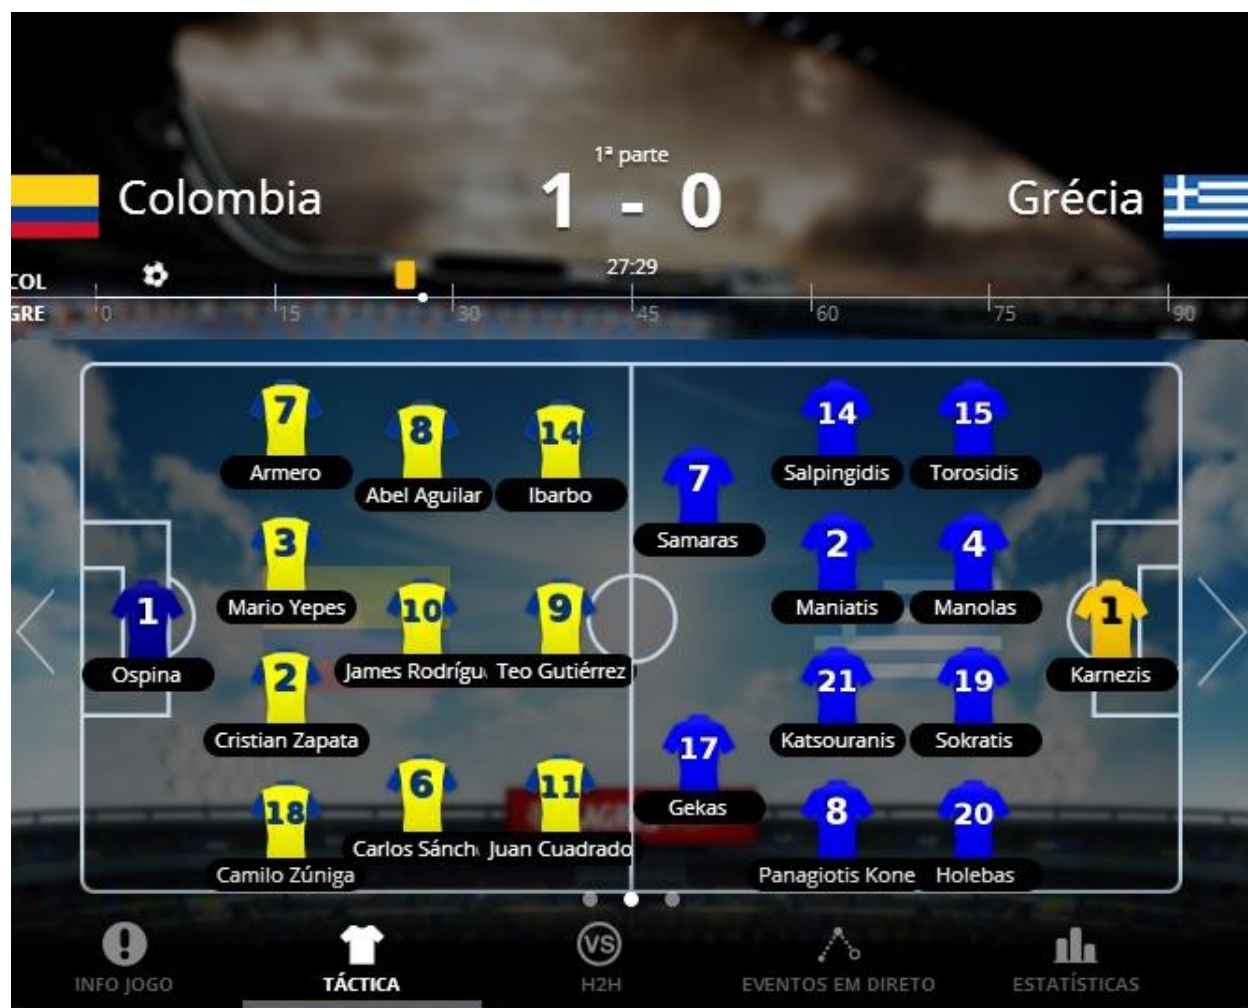 1ª parte
Colombia 1 - 0 Grécia
27:29
COL
GRE 0 15 30 45 60 75 90
7 14 15
8 14
Armero Salpingidis Torosidis
7
Abel Aguilar Ibarbo
3 2 4
Samaras
Mario Yepes Maniatis Manolas
1 10 9 1
Ospina James Rodrígu Teo Gutiérrez Karnezis
2 21 19
Cristian Zapata Katsouranis Sokratis
17
6 11
18 Gekas 8 20
Carlos Sánch Juan Cuadrado
Camilo Zúniga Panagiotis Kone Holebas
VS
INFO JOGO TÁCTICA H2H EVENTOS EM DIRETO ESTATÍSTICAS